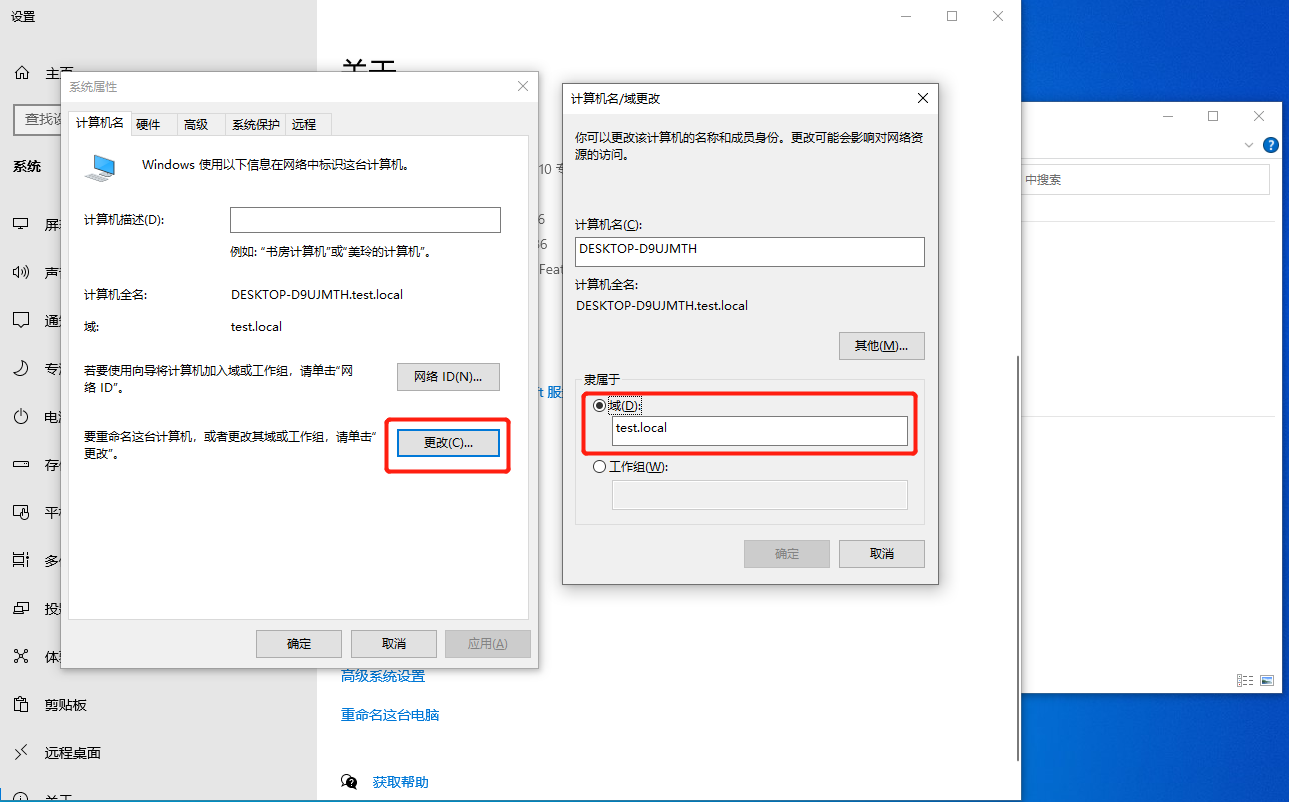 设置
关于
主页
查找设
系统
屏
声
通
专
电
存
平
多
投
体
剪贴板
远程桌面
关于
系统属性
计算机名
硬件
高级
系统保护
远程
Windows 使用以下信息在网络中标识这台计算机。
计算机描述(D):
例如: “书房计算机”或“美玲的计算机”。
计算机全名:
DESKTOP-D9UJMTH.test.local
域:
test.local
若要使用向导将计算机加入域或工作组，请单击“网
络 ID”。
网络 ID(N)...
要重命名这台计算机，或者更改其域或工作组，请单击“
更改”。
更改(C)...
确定
取消
应用(A)
10 专
6
36
Feat
t 服
计算机名/域更改
你可以更改该计算机的名称和成员身份。更改可能会影响对网络资
源的访问。
计算机名(C):
DESKTOP-D9UJMTH
计算机全名:
DESKTOP-D9UJMTH.test.local
其他(M)...
隶属于
域(D):
test.local
工作组(W):
确定
取消
高级系统设置
重命名这台电脑
获取帮助
中搜索